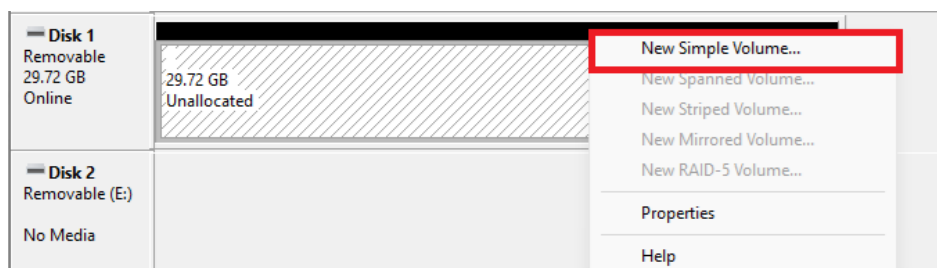 Disk 1
Removable
29.72 GB
Online
29.72 GB
Unallocated
New Simple Volume...
New Spanned Volume...
New Striped Volume...
New Mirrored Volume...
New RAID-5 Volume...
Properties
Help
Disk 2
Removable (E:)
No Media